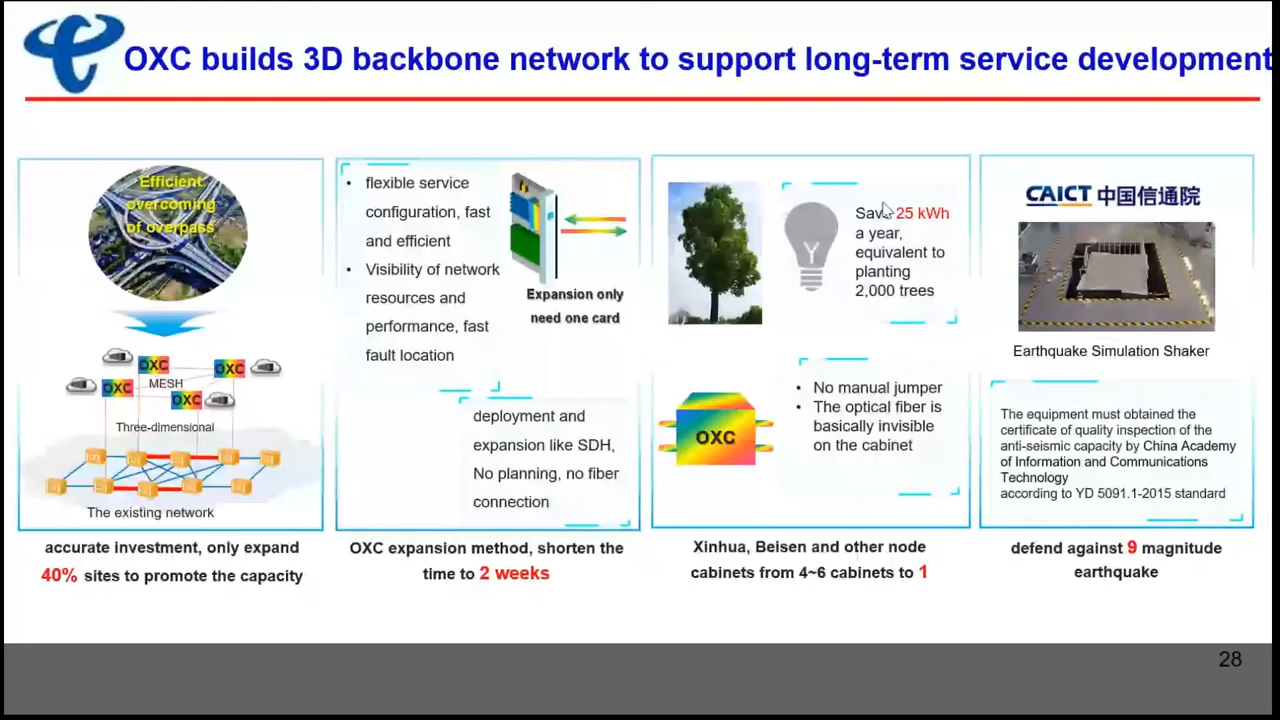 OXC builds 3D backbone network to support long-term service development
Efficient
overcoming
of overpass
OXC
OXC
MESH
OXC
OXC
Three-dimensional
The existing network
accurate investment, only expand
40% sites to promote the capacity
• flexible service
configuration, fast
and efficient
• Visibility of network
resources and
performance, fast
fault location
Expansion only
need one card
deployment and
expansion like SDH,
No planning, no fiber
connection
OXC expansion method, shorten the
time to 2 weeks
Save 25 kWh
a year,
equivalent to
planting
2,000 trees
OXC
• No manual jumper
• The optical fiber is
basically invisible
on the cabinet
Xinhua, Beisen and other node
cabinets from 4~6 cabinets to 1
CAICT 中国信通院
Earthquake Simulation Shaker
The equipment must obtained the
certificate of quality inspection of the
anti-seismic capacity by China Academy
of Information and Communications
Technology
according to YD 5091.1-2015 standard
defend against 9 magnitude
earthquake
28